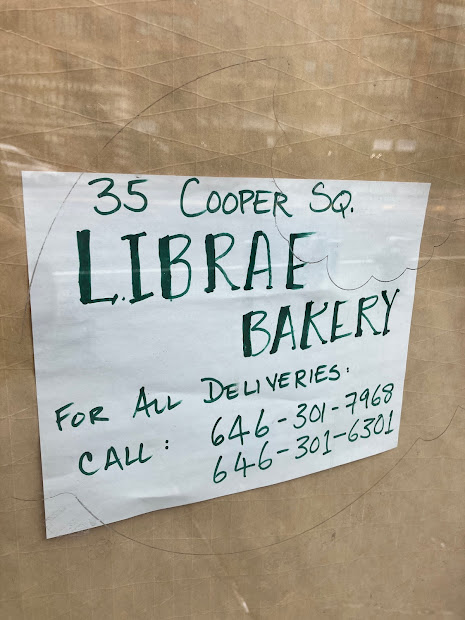 35 COOPER SQ.
LIBRAE
BAKERY
FOR ALL DELIVERIES:
CALL: 646-301-7968
646-301-6301